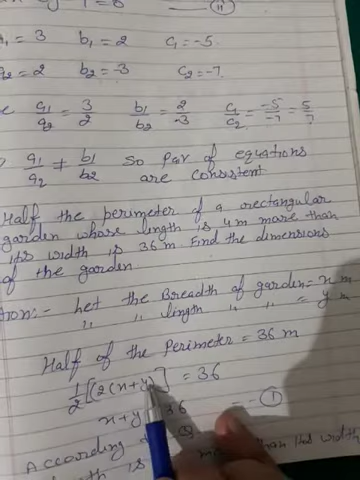 a₁ = 3 b₁ = 2 c₁ = -5
a₂ = 2 b₂ = -3 c₂ = -7
a₁/a₂ = 3/2 b₁/b₂ = 2/-3 c₁/c₂ = -5/-7 = 5/7
a₁/a₂ ≠ b₁/b₂ So pair of equations
are consistent
Half the perimeter of a rectangular
garden whose length is 4m more than
its width is 36 m Find the dimensions
of the garden.
tion:- Let the Breadth of garden = x m
" " length " " = y m
Half of the Perimeter = 36 m
1/2 [(2(x+y)] = 36
x+y 36 — (1)
According
than its width